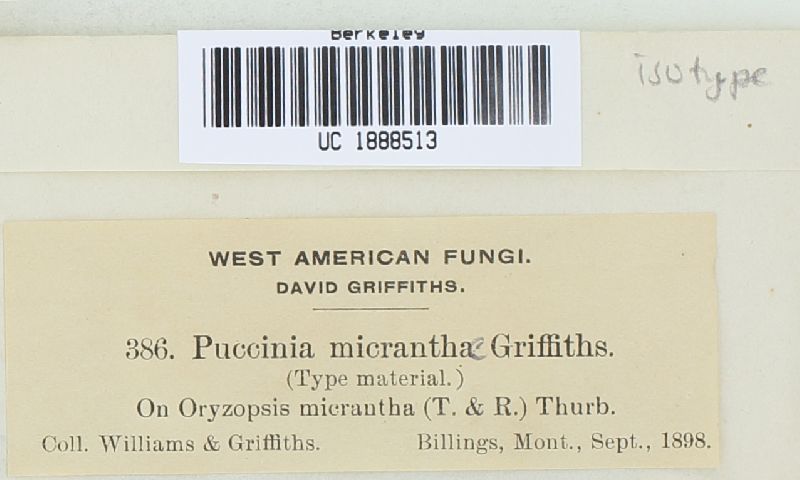 Berkeley
isotype
UC 1888513
WEST AMERICAN FUNGI.
DAVID GRIFFITHS.
386. Puccinia micranthae Griffiths.
(Type material.)
On Oryzopsis micrantha (T. & R.) Thurb.
Coll. Williams & Griffiths. Billings, Mont., Sept., 1898.